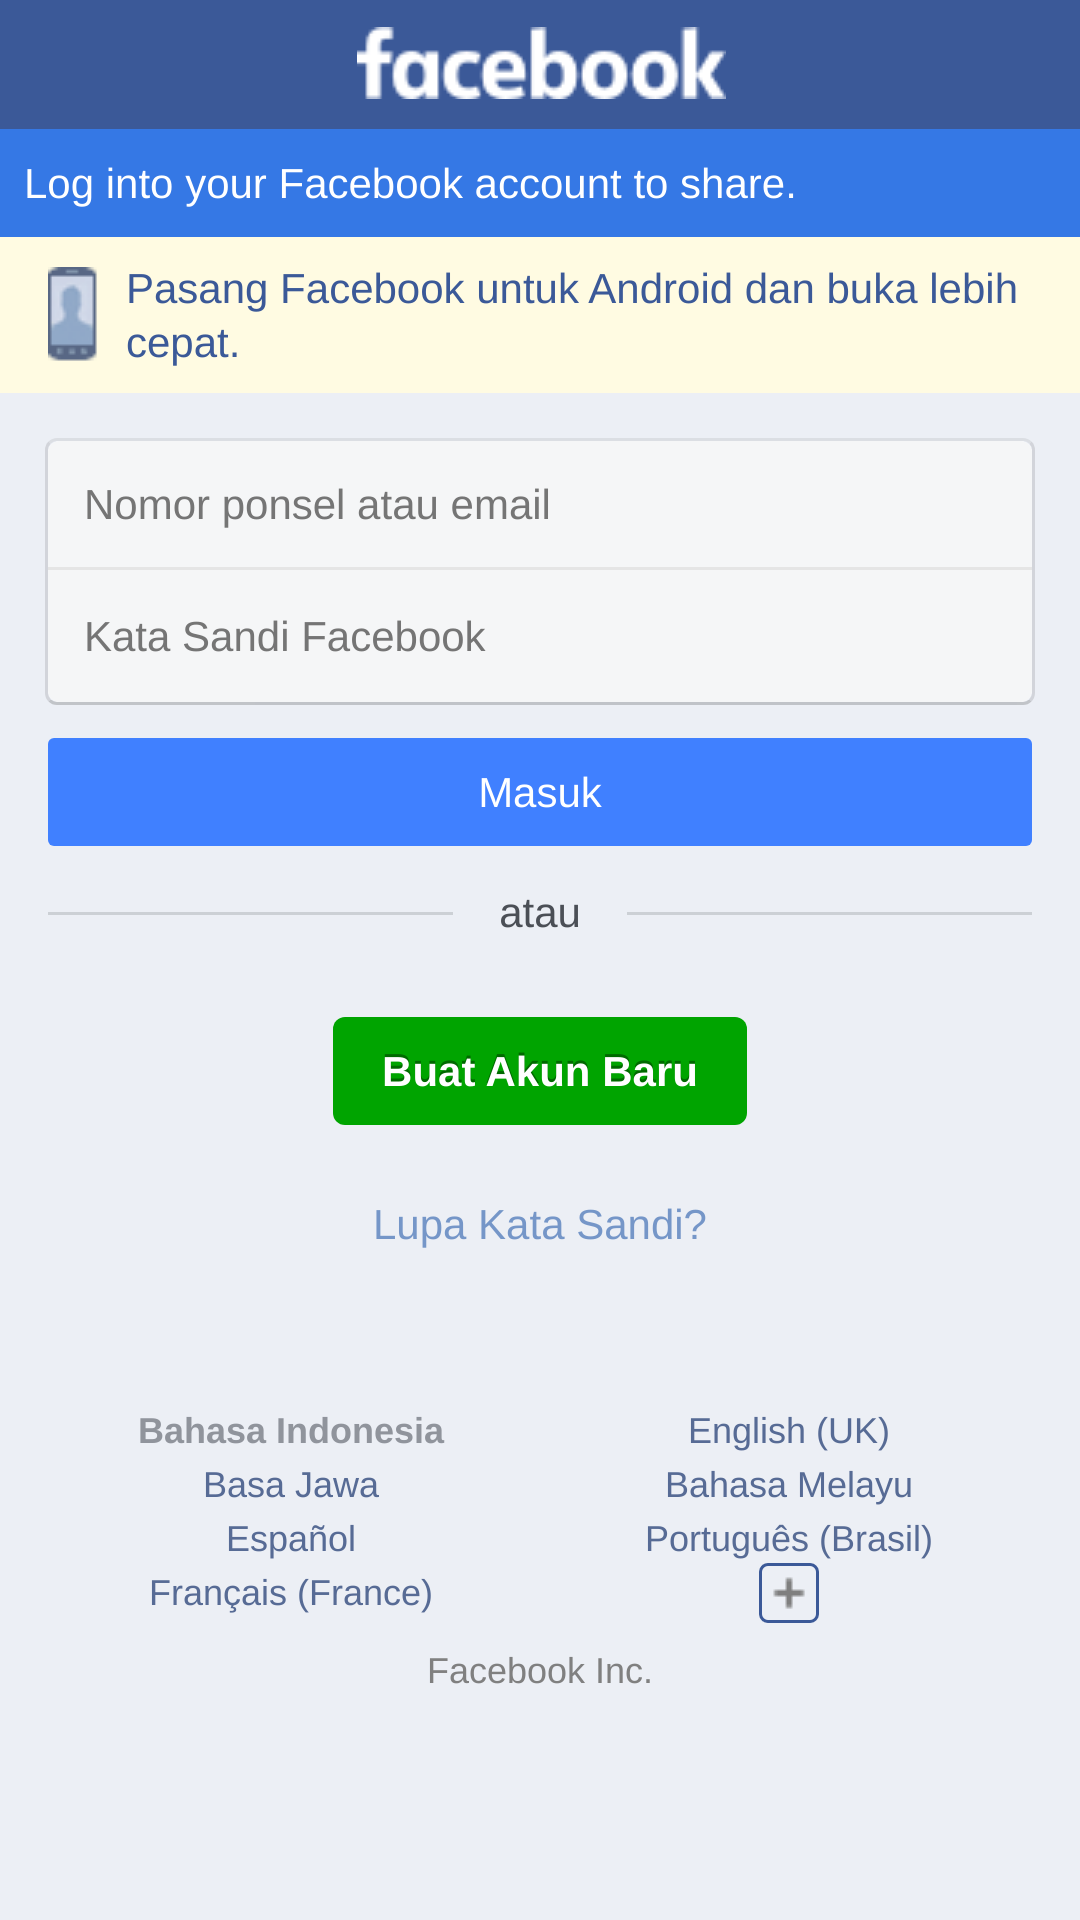 facebook
Log into your Facebook account to share.
Pasang Facebook untuk Android dan buka lebih
cepat.
Nomor ponsel atau email
Kata Sandi Facebook
Masuk
atau
Buat Akun Baru
Lupa Kata Sandi?
Bahasa Indonesia
English (UK)
Basa Jawa
Bahasa Melayu
Español
Português (Brasil)
Français (France)
Facebook Inc.